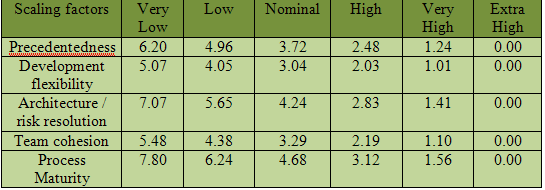 Scaling factors Very Low Low Nominal High Very High Extra High
Precedentedness 6.20 4.96 3.72 2.48 1.24 0.00
Development flexibility 5.07 4.05 3.04 2.03 1.01 0.00
Architecture / risk resolution 7.07 5.65 4.24 2.83 1.41 0.00
Team cohesion 5.48 4.38 3.29 2.19 1.10 0.00
Process Maturity 7.80 6.24 4.68 3.12 1.56 0.00